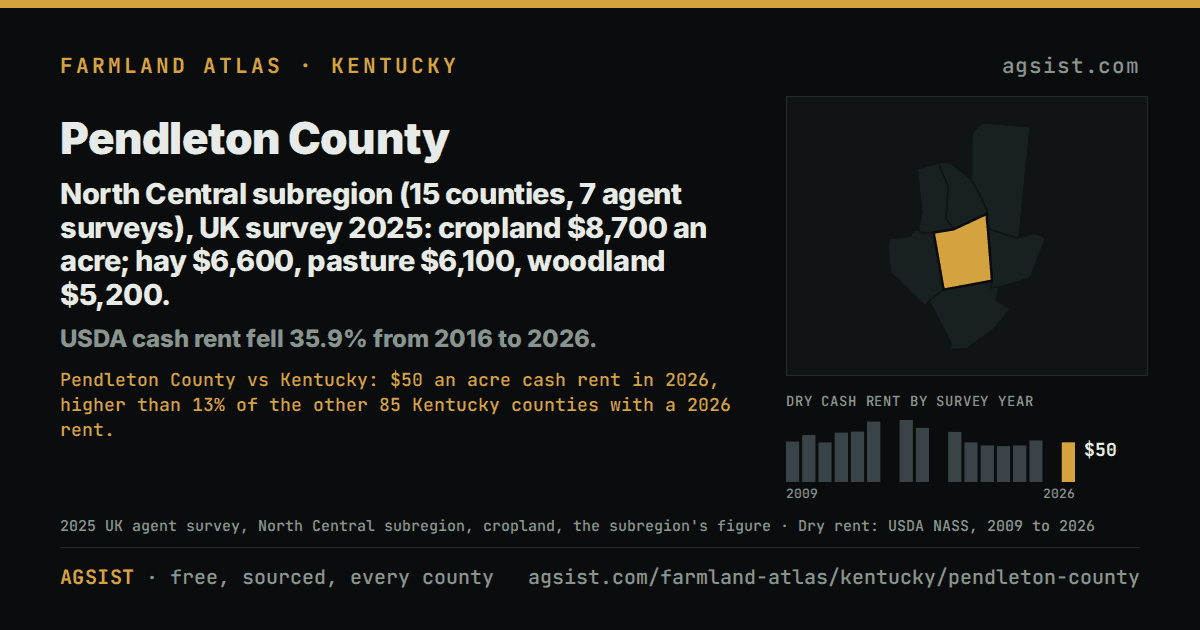 FARMLAND ATLAS · KENTUCKY
agsist.com
Pendleton County
North Central subregion (15 counties, 7 agent
surveys), UK survey 2025: cropland $8,700 an
acre; hay $6,600, pasture $6,100, woodland
$5,200.
USDA cash rent fell 35.9% from 2016 to 2026.
Pendleton County vs Kentucky: $50 an acre cash rent in 2026,
higher than 13% of the other 85 Kentucky counties with a 2026
rent.
DRY CASH RENT BY SURVEY YEAR
$50
2009
2026
2025 UK agent survey, North Central subregion, cropland, the subregion's figure · Dry rent: USDA NASS, 2009 to 2026
AGSIST · free, sourced, every county
agsist.com/farmland-atlas/kentucky/pendleton-county